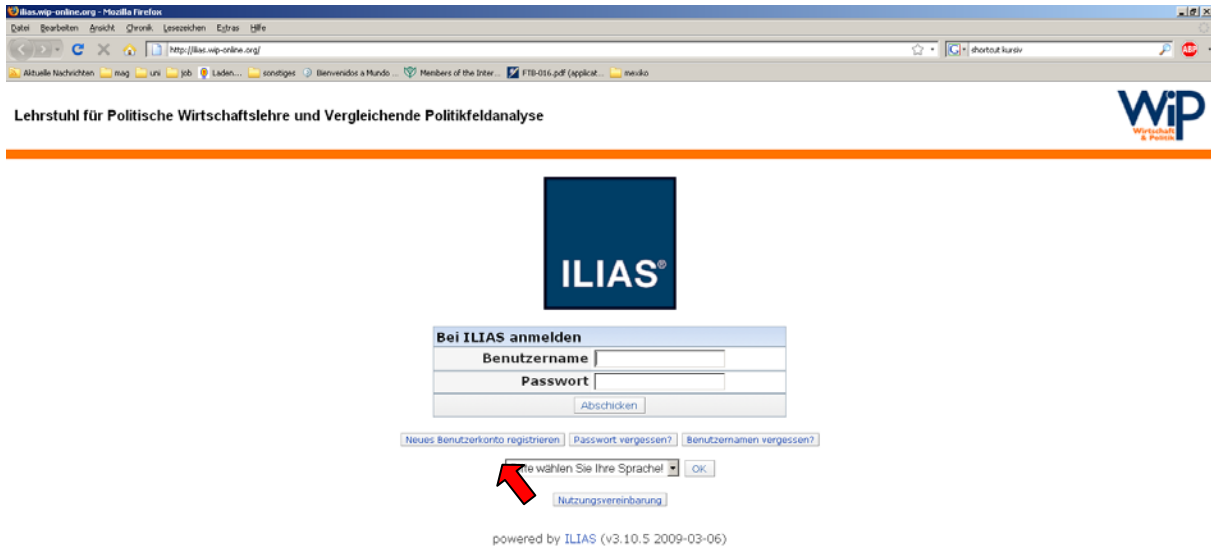 ilias.wip-online.org - Mozilla Firefox
Datei Bearbeiten Ansicht Chronik Lesezeichen Extras Hilfe
http://ilias.wip-online.org/
G shortcut kursiv
ABP
Aktuelle Nachrichten mag uni job Laden... sonstiges Bienvenidos a Mundo ... Members of the Inter... FTB-016.pdf (applicat... mexiko
Lehrstuhl für Politische Wirtschaftslehre und Vergleichende Politikfeldanalyse
WiP
Wirtschaft
& Politik
ILIAS®
Bei ILIAS anmelden
Benutzername
Passwort
Abschicken
Neues Benutzerkonto registrieren Passwort vergessen? Benutzernamen vergessen?
wählen Sie Ihre Sprache! OK
Nutzungsvereinbarung
powered by ILIAS (v3.10.5 2009-03-06)